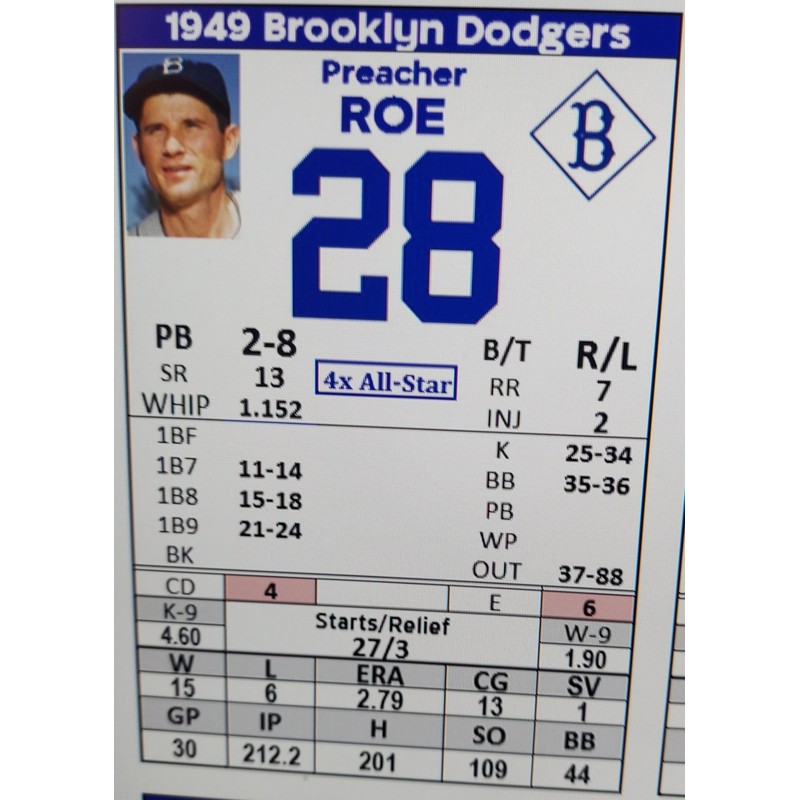 1949 Brooklyn Dodgers
B
Preacher
ROE
B
28
PB 2-8 B/T R/L
SR 13 4x All-Star RR 7
WHIP 1.152 INJ 2
1BF K 25-34
1B7 11-14 BB 35-36
1B8 15-18 PB
1B9 21-24 WP
BK OUT 37-88
CD 4 E 6
K-9 Starts/Relief W-9
4.60 27/3 1.90
W L ERA CG SV
15 6 2.79 13 1
GP IP H SO BB
30 212.2 201 109 44